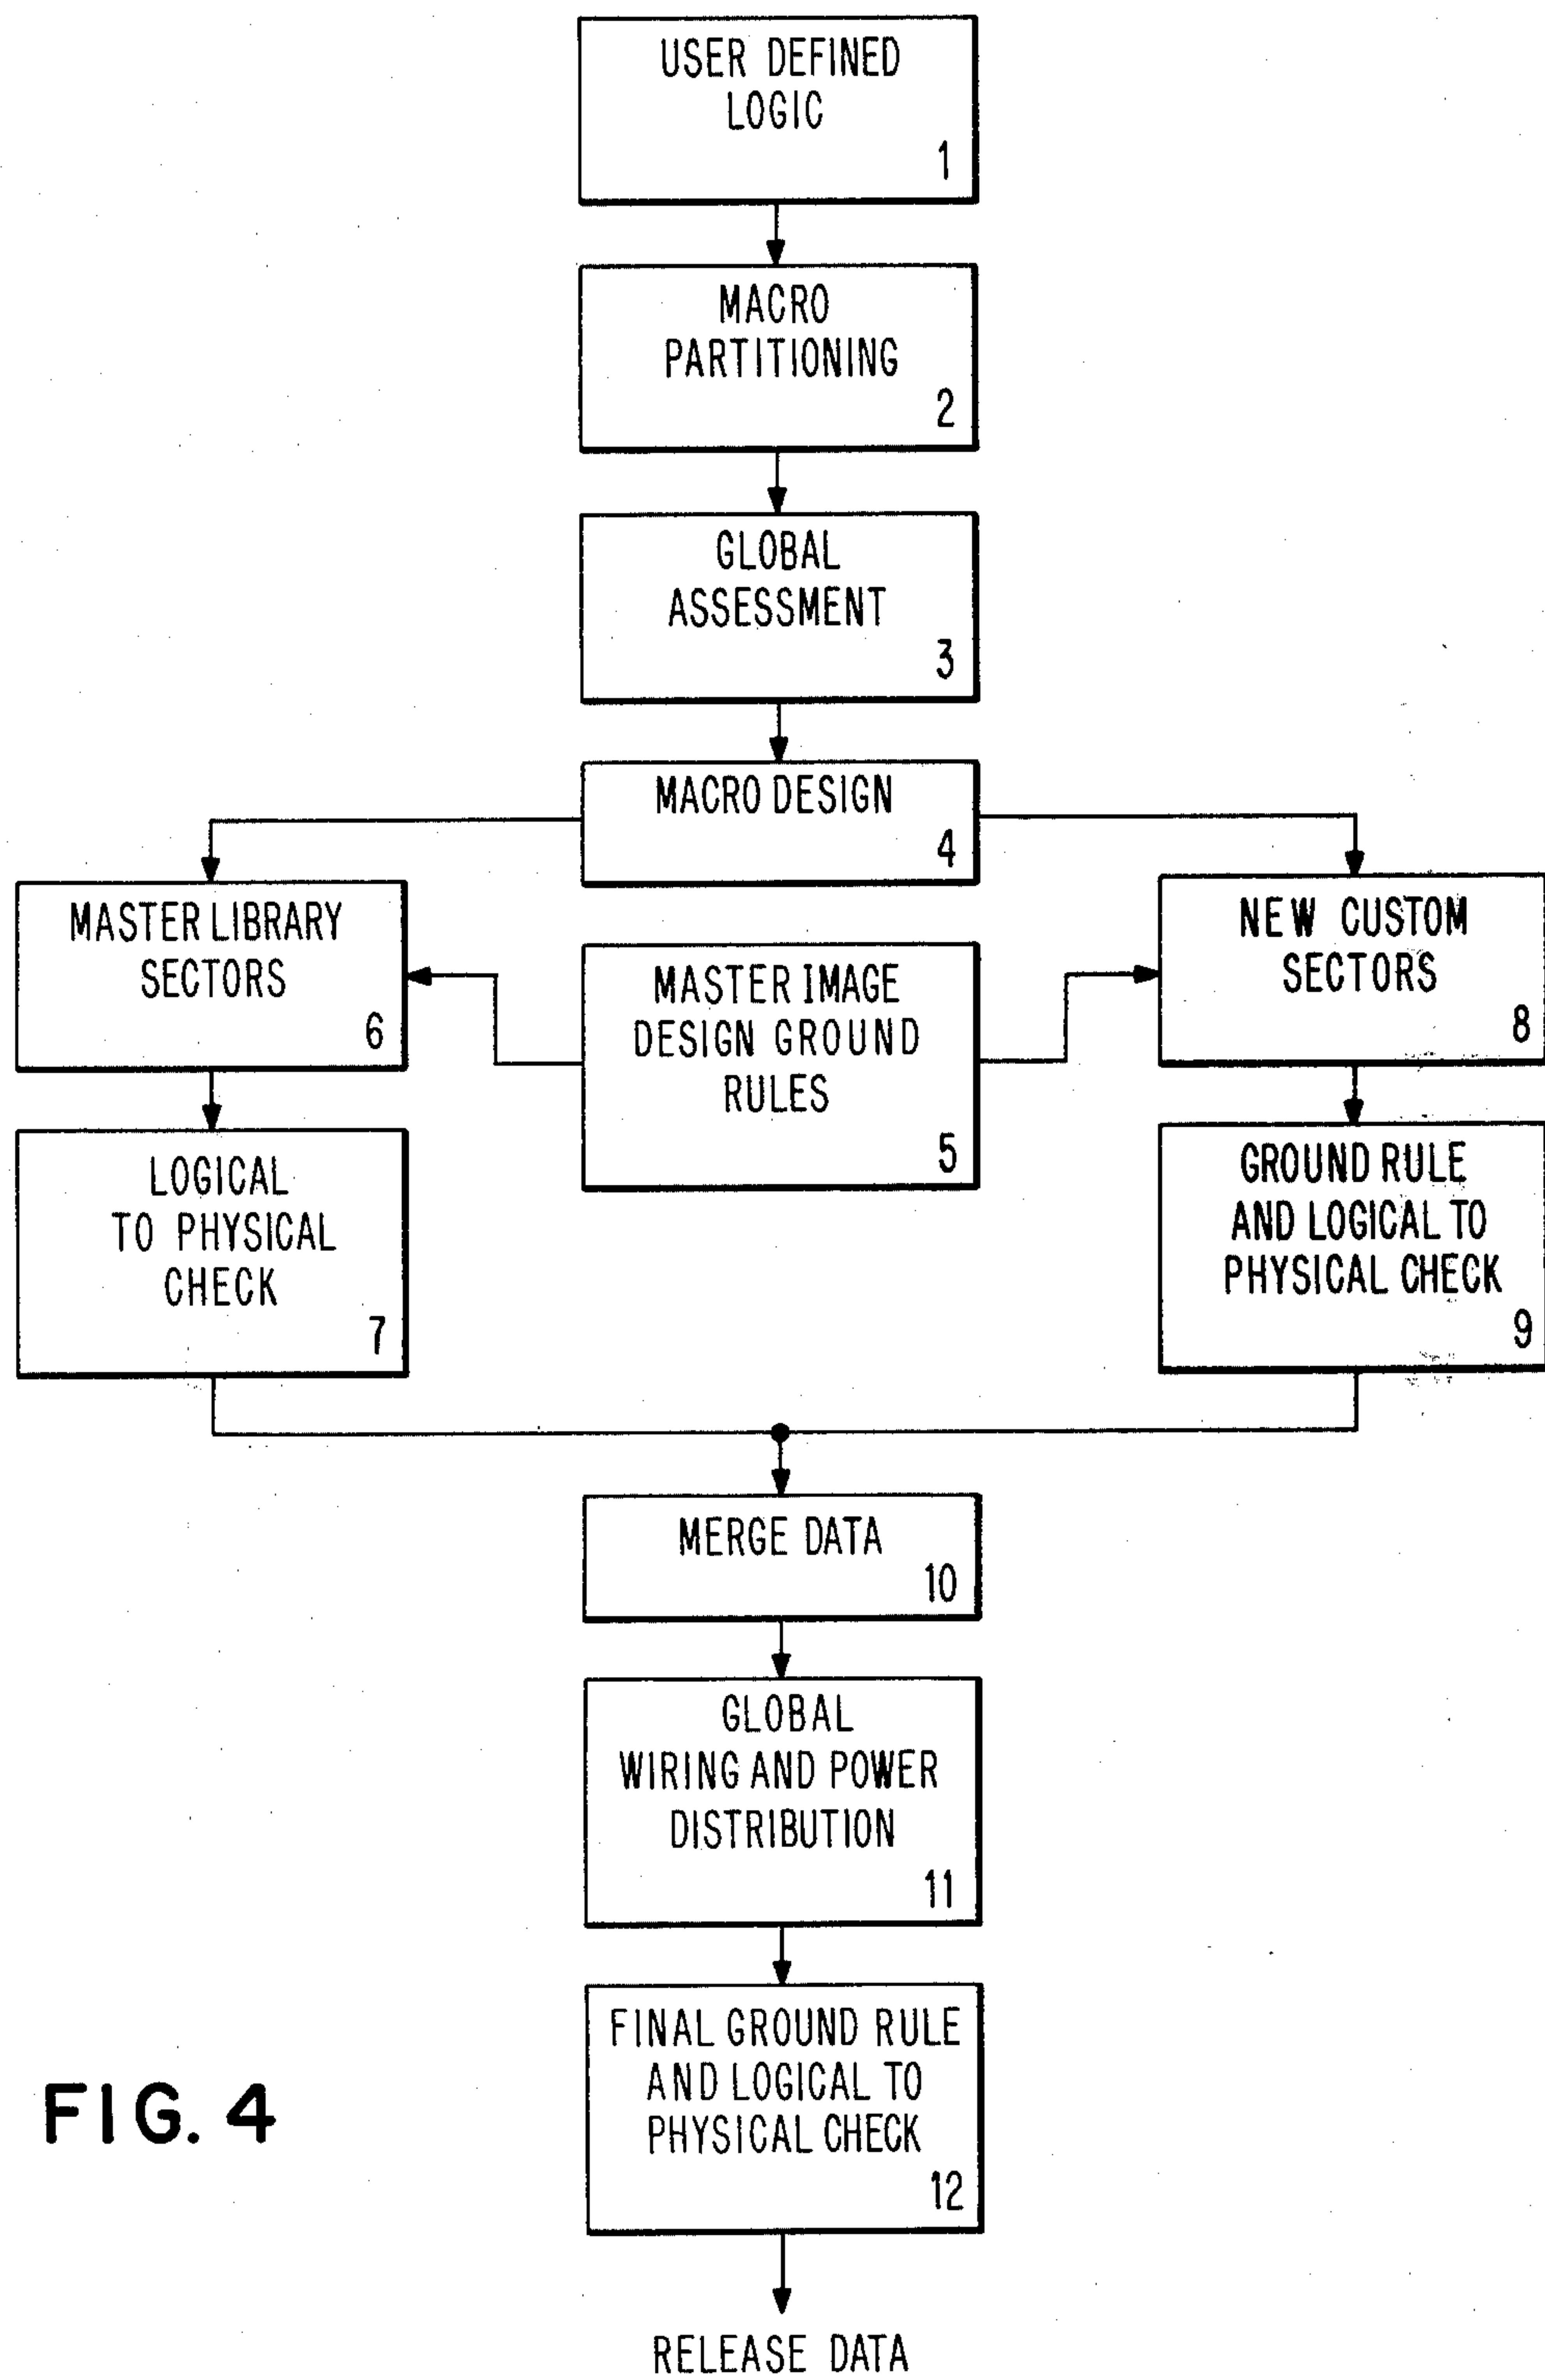 USER DEFINED
LOGIC
1
MACRO
PARTITIONING
2
GLOBAL
ASSESSMENT
3
MACRO DESIGN
4
MASTER LIBRARY
SECTORS
6
MASTER IMAGE
DESIGN GROUND
RULES
5
NEW CUSTOM
SECTORS
8
LOGICAL
TO PHYSICAL
CHECK
7
GROUND RULE
AND LOGICAL TO
PHYSICAL CHECK
9
MERGE DATA
10
GLOBAL
WIRING AND POWER
DISTRIBUTION
11
FINAL GROUND RULE
AND LOGICAL TO
PHYSICAL CHECK
12
RELEASE DATA
FIG. 4